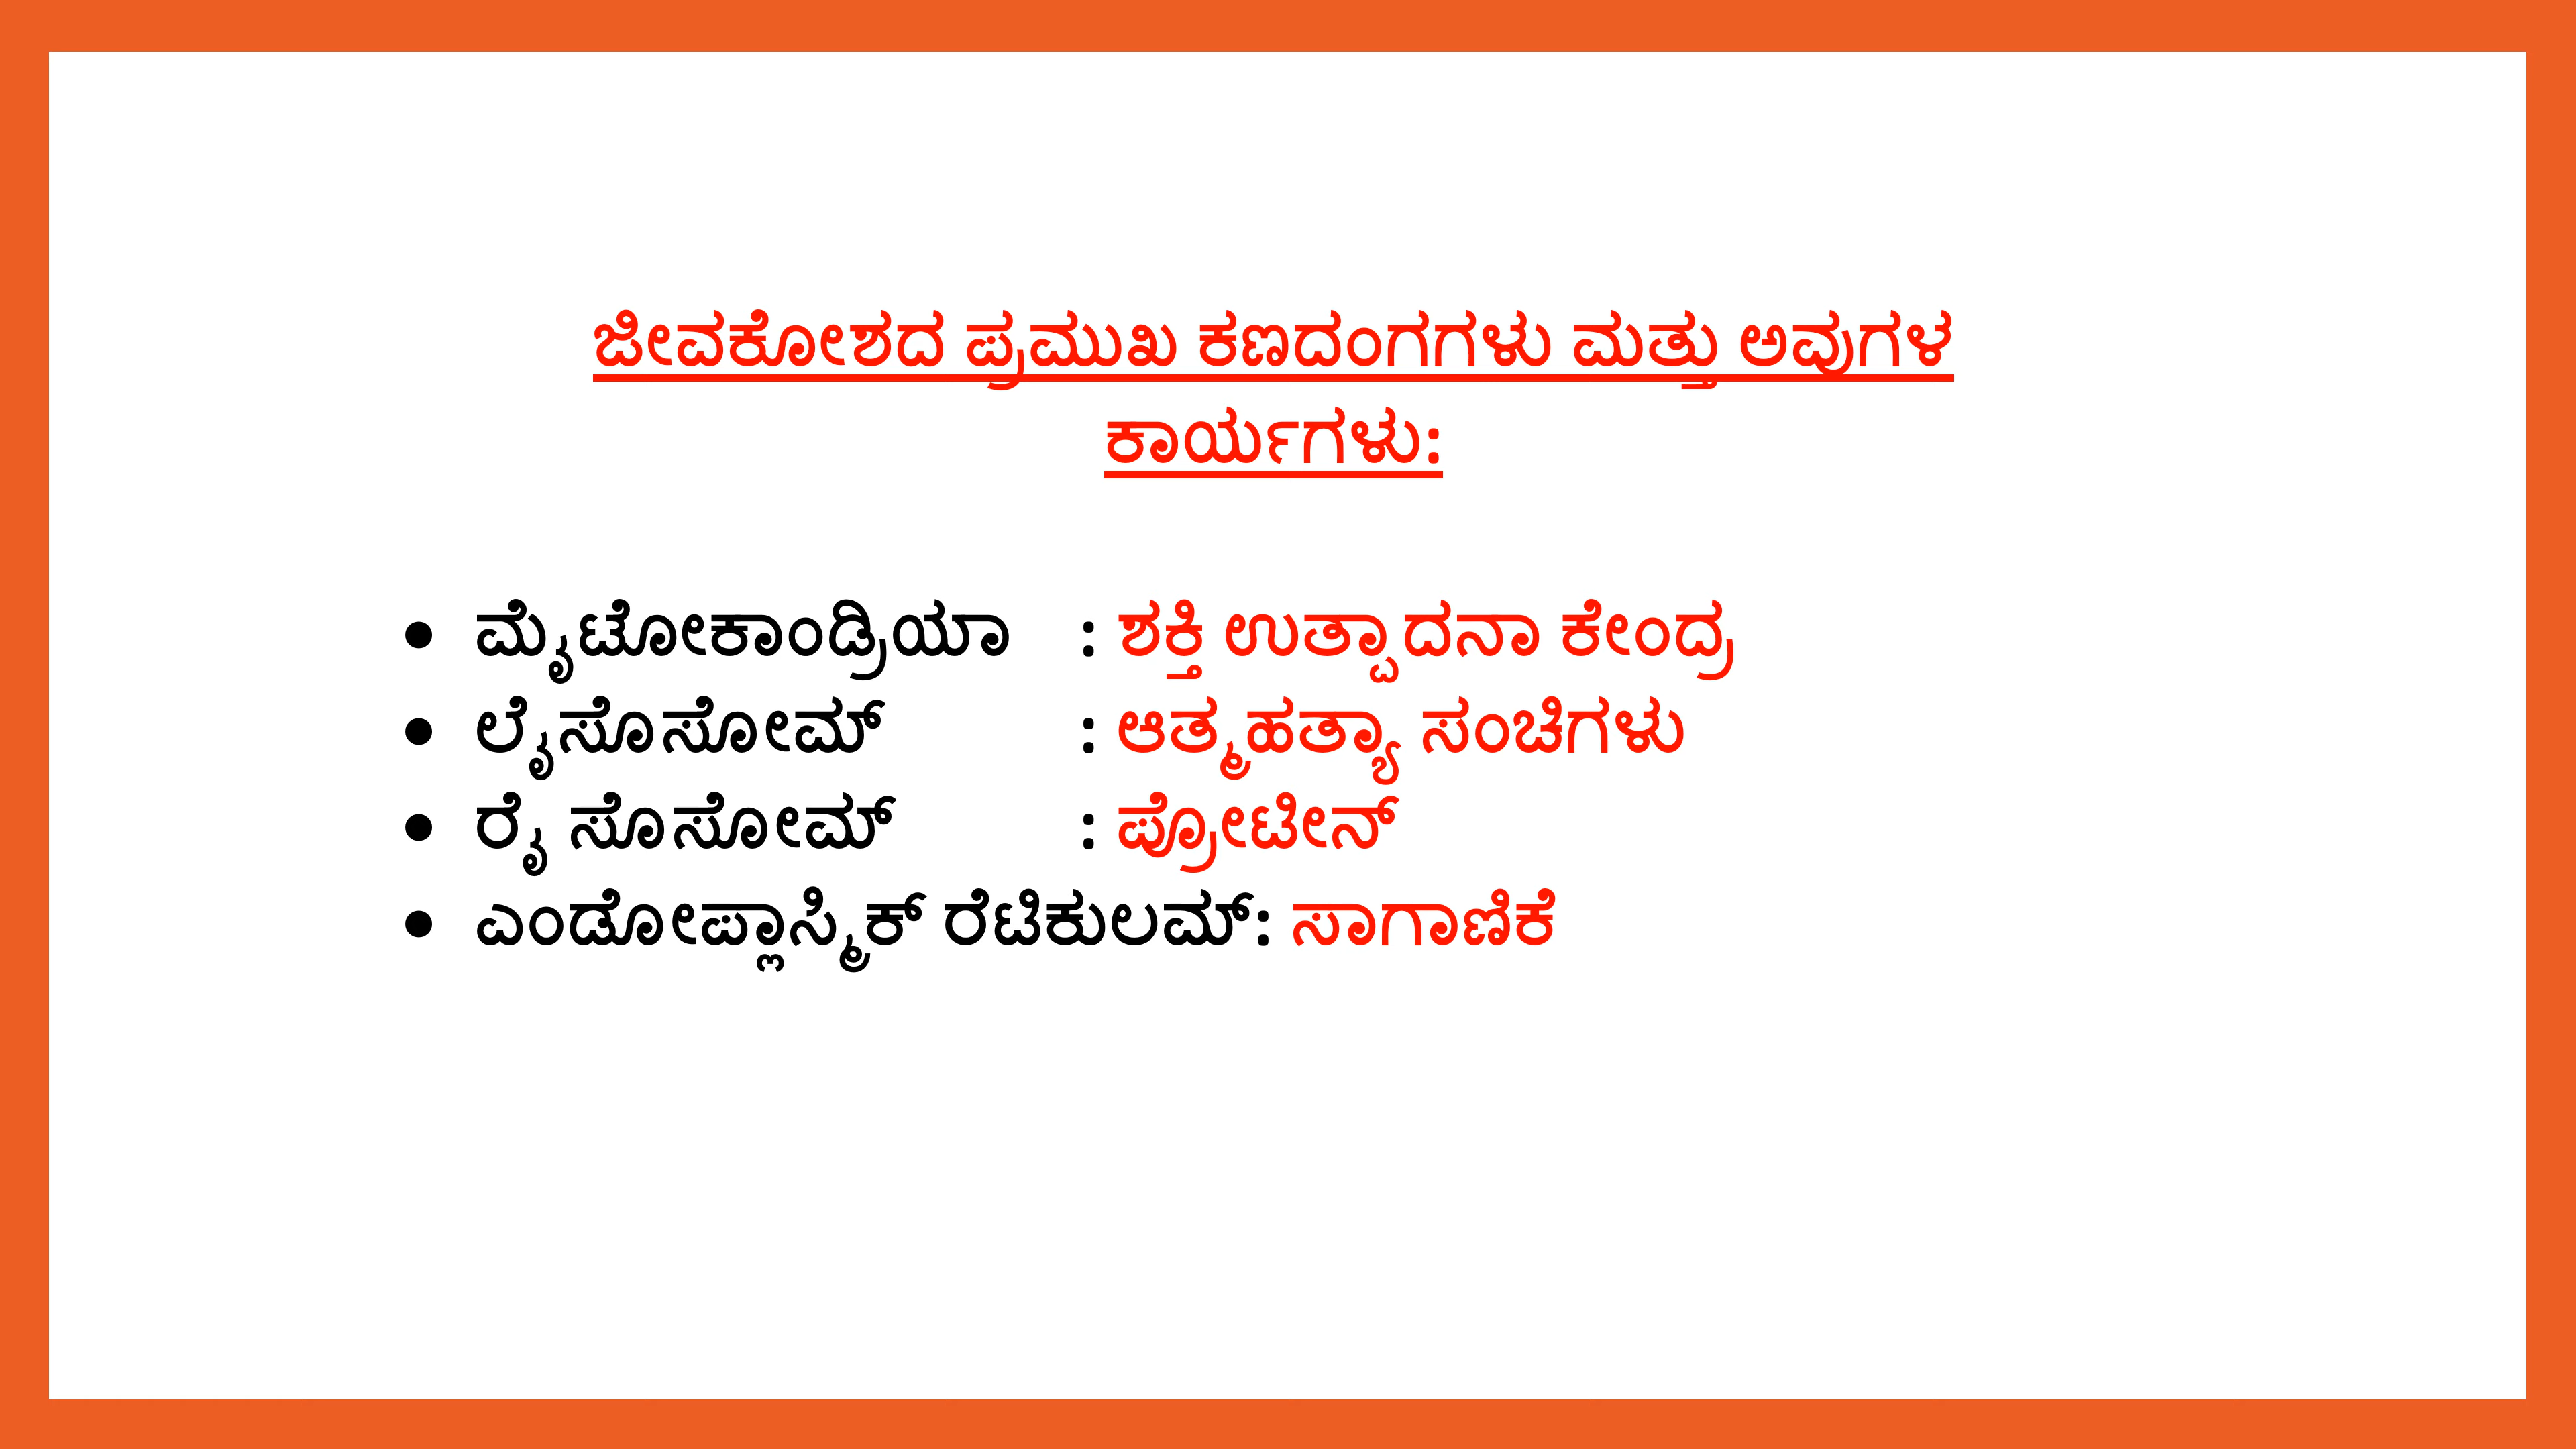 ಜೀವಕೋಶದ ಪ್ರಮುಖ ಕಣದಂಗಗಳು ಮತ್ತು ಅವುಗಳ
ಕಾರ್ಯಗಳು:
• ಮೈಟೋಕಾಂಡ್ರಿಯಾ : ಶಕ್ತಿ ಉತ್ಪಾದನಾ ಕೇಂದ್ರ
• ಲೈಸೊಸೋಮ್ : ಆತ್ಮಹತ್ಯಾ ಸಂಚಿಗಳು
• ರೈ ಸೊಸೋಮ್ : ಪ್ರೋಟೀನ್
• ಎಂಡೋಪ್ಲಾಸ್ಮಿಕ್ ರೆಟಿಕುಲಮ್: ಸಾಗಾಣಿಕೆ